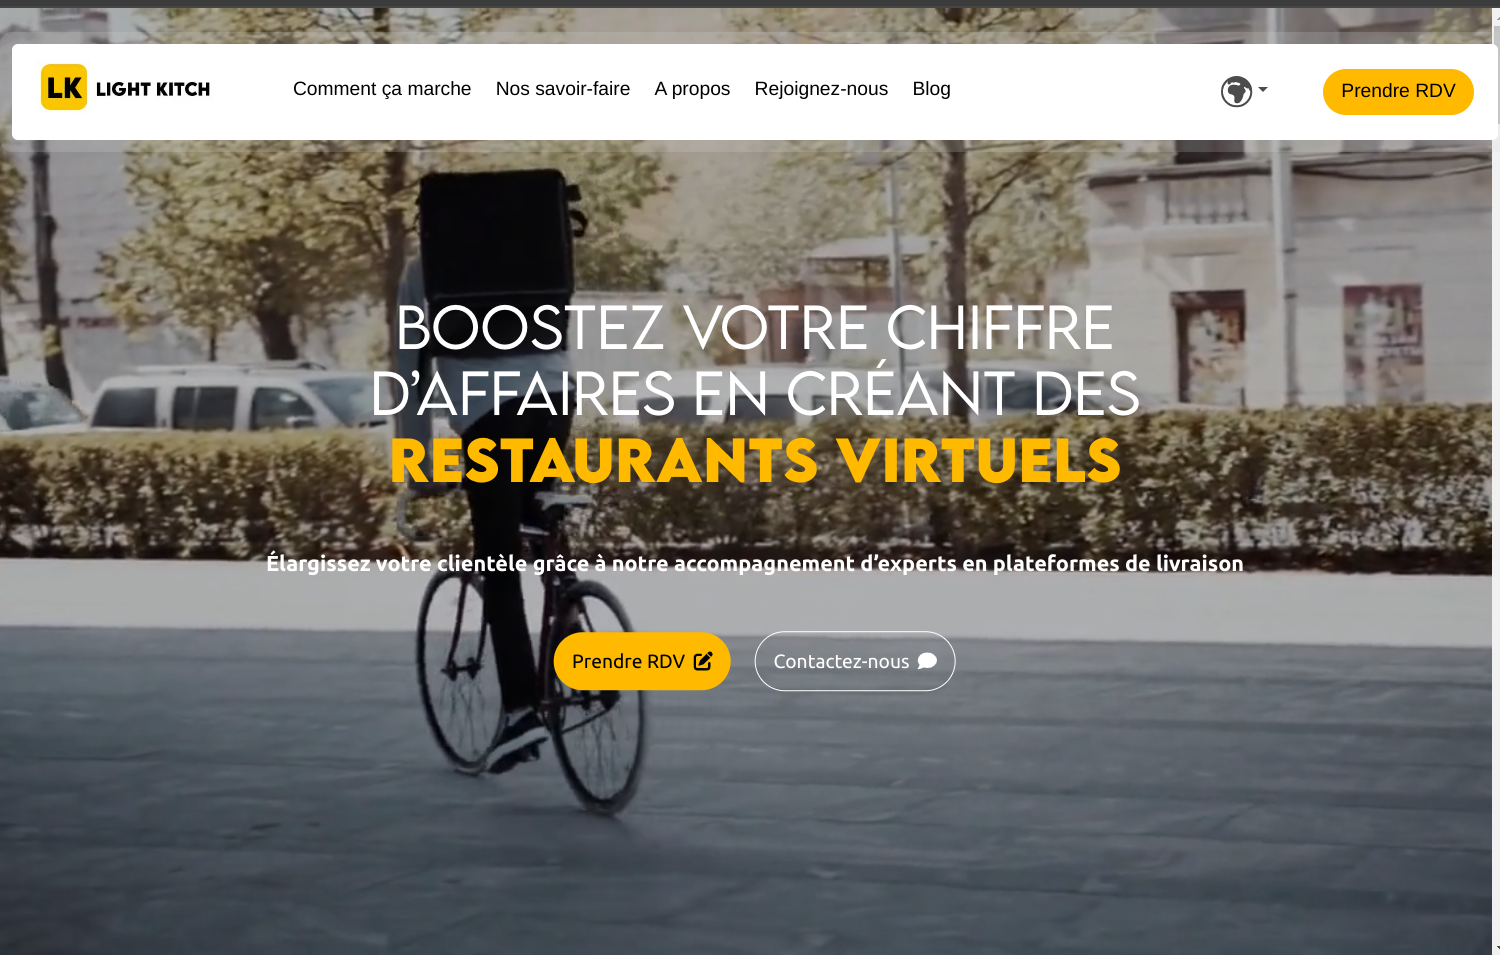 LK LIGHT KITCH
Comment ça marche
Nos savoir-faire
A propos
Rejoignez-nous
Blog
Prendre RDV
BOOSTEZ VOTRE CHIFFRE
D’AFFAIRES EN CRÉANT DES
RESTAURANTS VIRTUELS
Élargissez votre clientèle grâce à notre accompagnement d’experts en plateformes de livraison
Prendre RDV
Contactez-nous